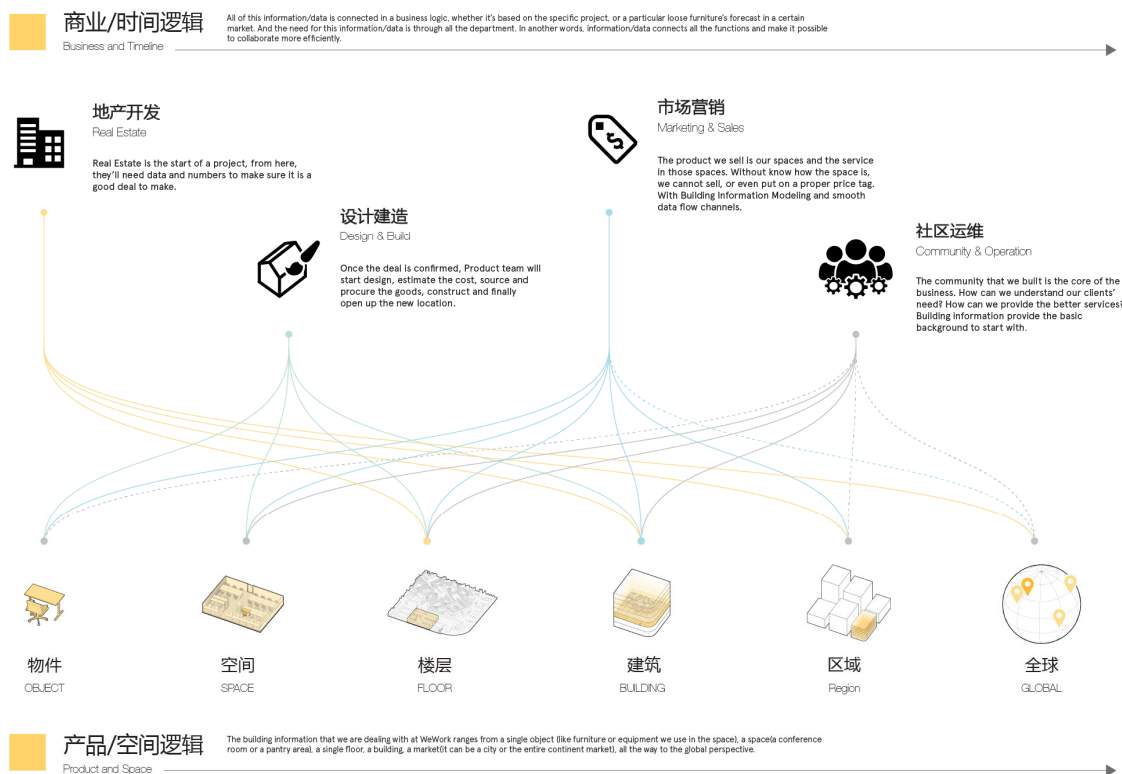 商业/时间逻辑
Business and Timeline
All of this information/data is connected in a business logic, whether it's based on the specific project, or a particular loose furniture's forecast in a certain
market. And the need for this information/data is through all the department. In another words, information/data connects all the functions and make it possible
to collaborate more efficiently.
地产开发
Real Estate
Real Estate is the start of a project, from here,
they'll need data and numbers to make sure it is a
good deal to make.
设计建造
Design & Build
Once the deal is confirmed, Product team will
start design, estimate the cost, source and
procure the goods, construct and finally
open up the new location.
市场营销
Marketing & Sales
The product we sell is our spaces and the service
in those spaces. Without know how the space is,
we cannot sell, or even put on a proper price tag.
With Building Information Modeling and smooth
data flow channels.
社区运维
Community & Operation
The community that we built is the core of the
business. How can we understand our clients'
need? How can we provide the better services?
Building information provide the basic
background to start with.
物件
OBJECT
空间
SPACE
楼层
FLOOR
建筑
BUILDING
区域
Region
全球
GLOBAL
产品/空间逻辑
Product and Space
The building information that we are dealing with at WeWork ranges from a single object (like furniture or equipment we use in the space), a space(a conference
room or a pantry area), a single floor, a building, a market(it can be a city or the entire continent market), all the way to the global perspective.